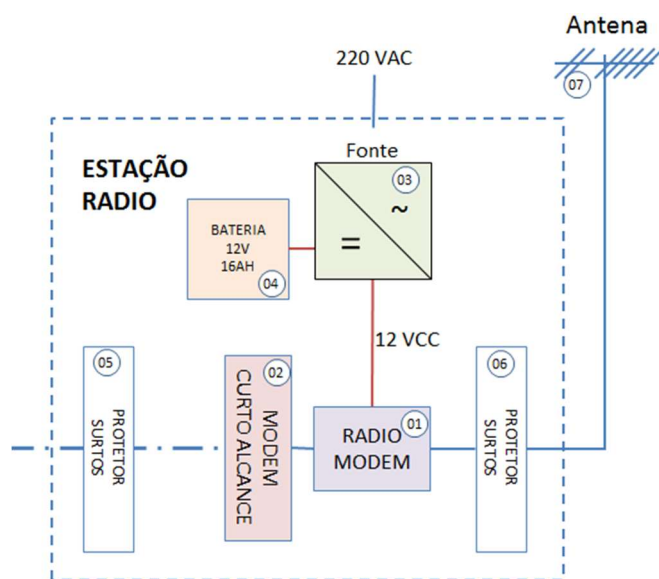 Antena
07
220 VAC
ESTAÇÃO
RADIO
Fonte
03
~
=
BATERIA
12V
16AH
04
12 VCC
05
PROTETOR
SURTOS
02
MODEM
CURTO ALCANCE
01
RADIO
MODEM
06
PROTETOR
SURTOS